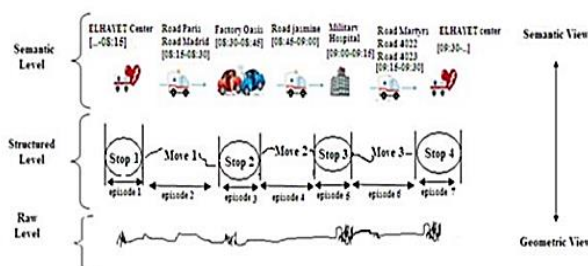 Semantic
Level
ELHAYET Center
[...-08:15]
Road Paris
Road Madrid
[08:15-08:30]
Factory Oasis
[08:30-08:45]
Road jasmine
[08:45-09:00]
Military
Hospital
[09:00-09:15]
Road Martyrs
Road 4022
Road 4023
[09:15-09:30]
ELHAYET center
[09:30-...]
Semantic View
Structured
Level
Stop 1
Move 1
Stop 2
Move 2
Stop 3
Move 3
Stop 4
episode 1
episode 2
episode 3
episode 4
episode 5
episode 6
episode 7
Raw
Level
Geometric View